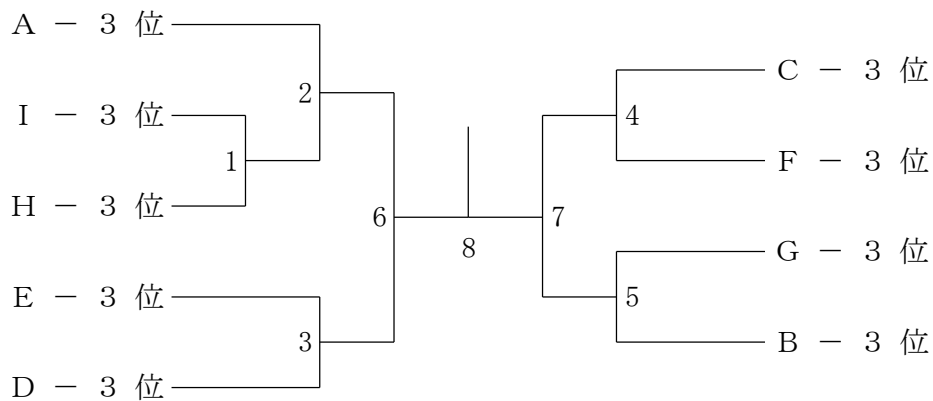 A － 3 位
I － 3 位
H － 3 位
E － 3 位
D － 3 位
2
1
3
6
8
7
4
5
C － 3 位
F － 3 位
G － 3 位
B － 3 位